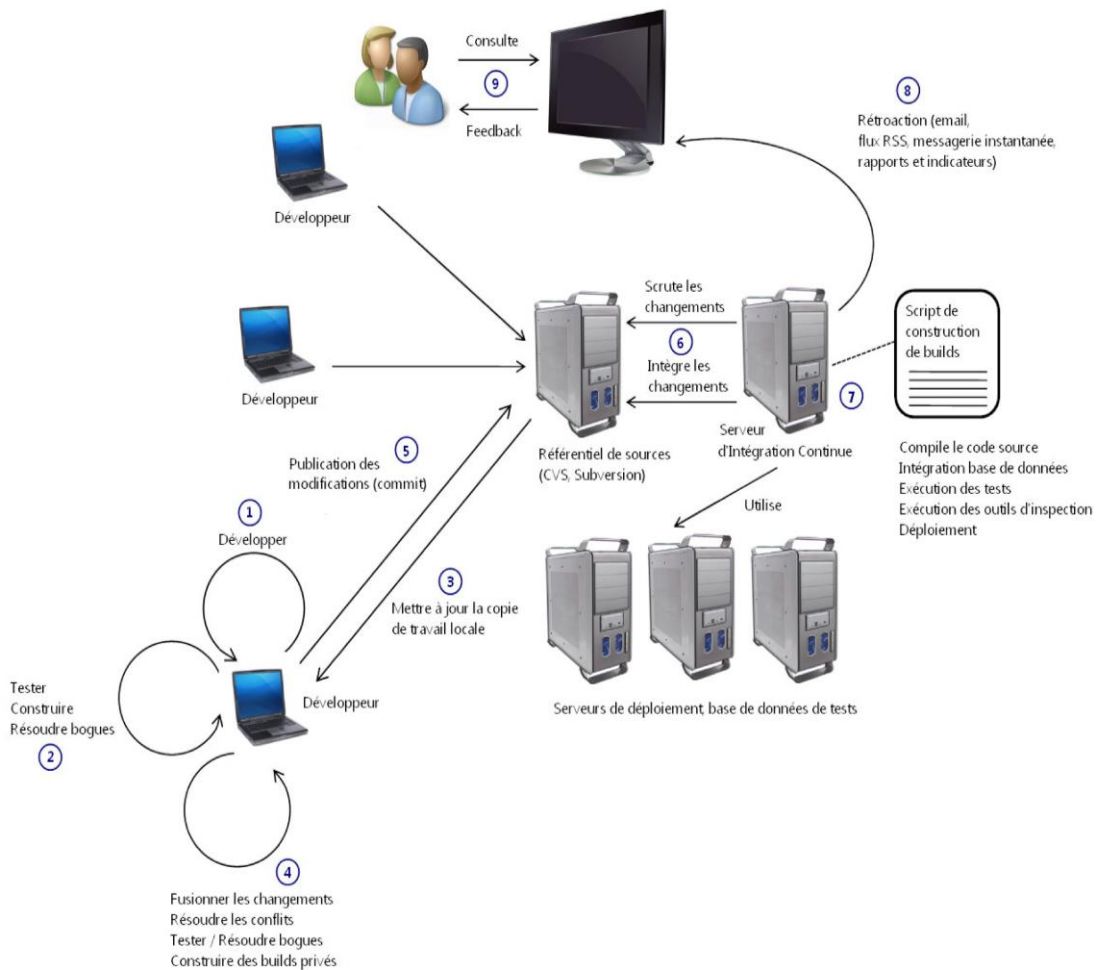 Consulte
9
Feedback
8
Rétroaction (email,
flux RSS, messagerie instantanée,
rapports et indicateurs)
Développeur
Développeur
Scrute les
changements
6
Intègre les
changements
Script de
construction
de builds
7
Référentiel de sources
(CVS, Subversion)
Serveur
d'Intégration Continue
Compile le code source
Intégration base de données
Exécution des tests
Exécution des outils d'inspection
Déploiement
5
Publication des
modifications (commit)
Utilise
1
Développer
3
Mettre à jour la copie
de travail locale
Tester
Construire
Résoudre bogues
2
Développeur
Serveurs de déploiement, base de données de tests
4
Fusionner les changements
Résoudre les conflits
Tester / Résoudre bogues
Construire des builds privés